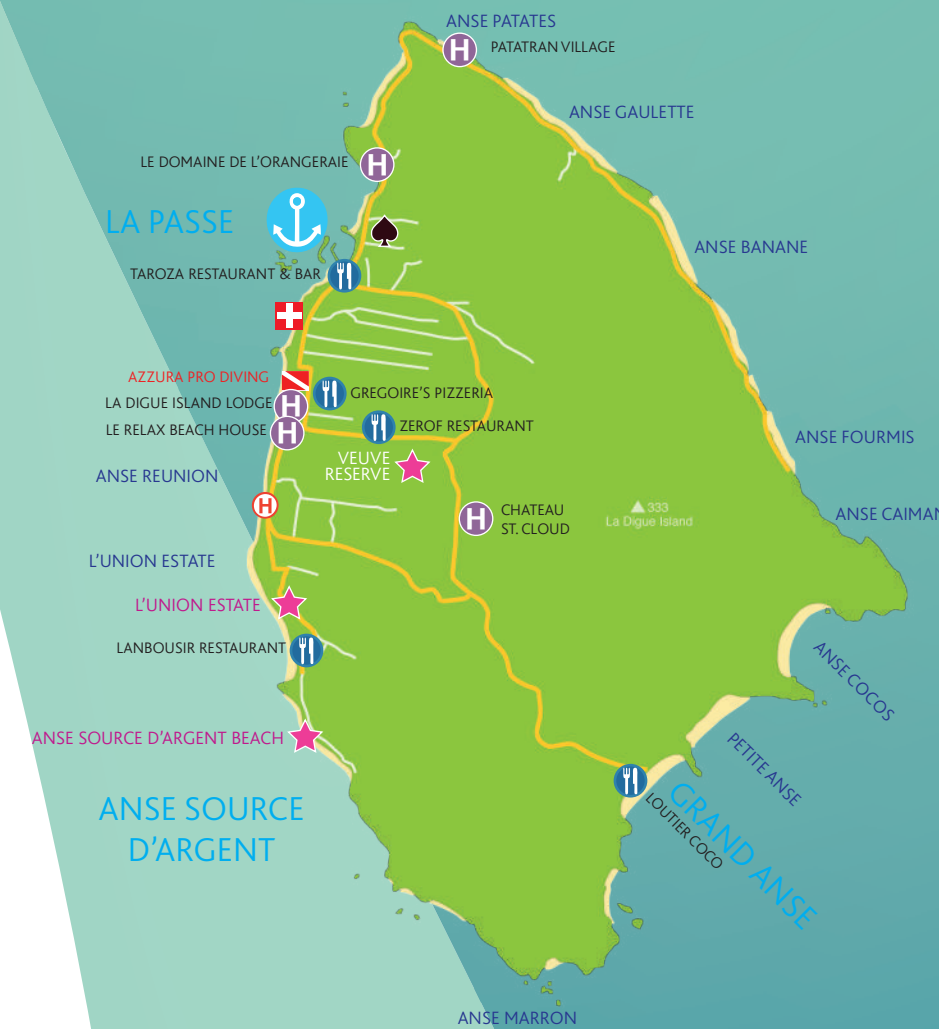 ANSE PATATES
PATATRAN VILLAGE
ANSE GAULETTE
LE DOMAINE DE L'ORANGERAIE
LA PASSE
ANSE BANANE
TAROZA RESTAURANT & BAR
AZZURA PRO DIVING
GREGOIRE'S PIZZERIA
LA DIGUE ISLAND LODGE
H
H
H
ZEROF RESTAURANT
LE RELAX BEACH HOUSE
H
ANSE FOURMIS
VEUVE
RESERVE
ANSE REUNION
H
H
CHATEAU
ST. CLOUD
333
La Digue Island
ANSE CAIMAN
L'UNION ESTATE
L'UNION ESTATE
LANBOUSIR RESTAURANT
ANSE COCOS
ANSE SOURCE D'ARGENT BEACH
PETITE ANSE
ANSE SOURCE
D'ARGENT
LOUTIER COCO
GRAND ANSE
ANSE MARRON